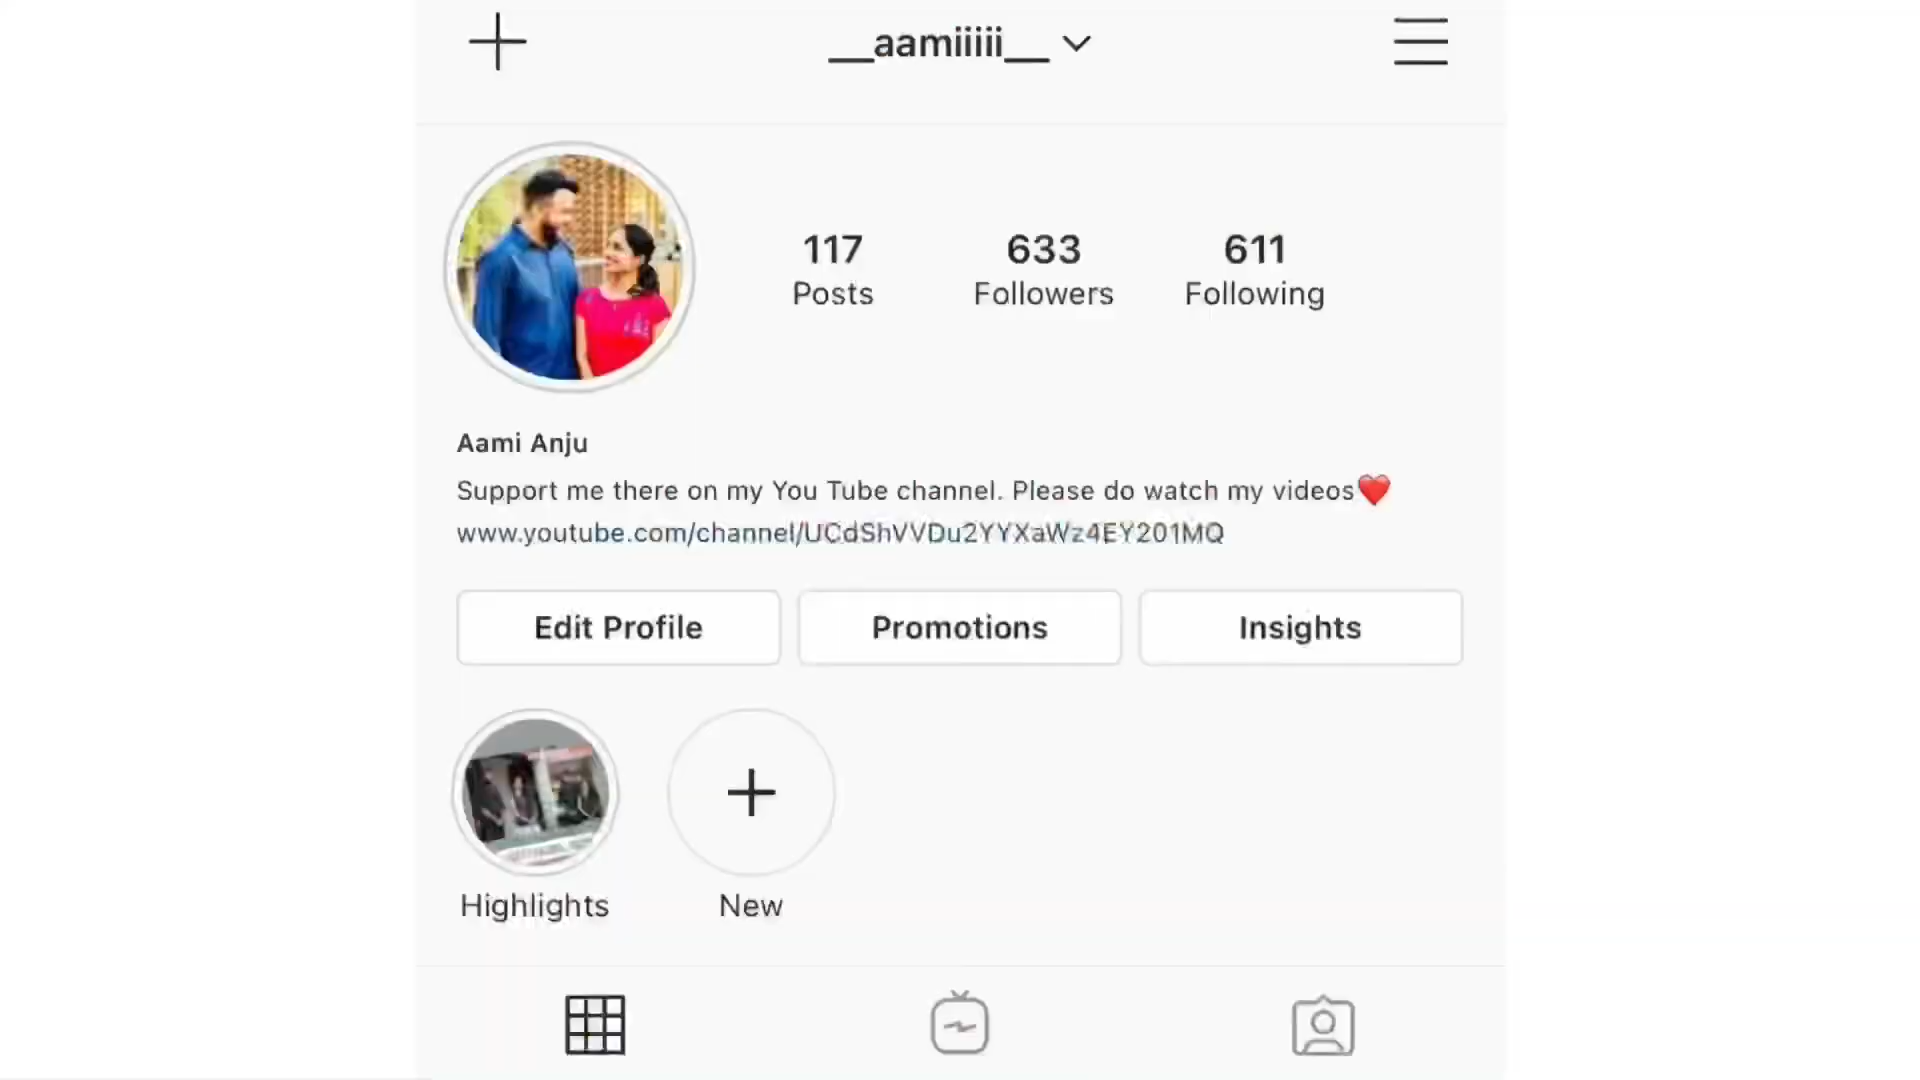 __aamiiiii__
117
Posts
633
Followers
611
Following
Aami Anju
Support me there on my You Tube channel. Please do watch my videos❤️
www.youtube.com/channel/UCdShVVDu2YYXaWz4EY201MQ
Edit Profile
Promotions
Insights
Highlights
New